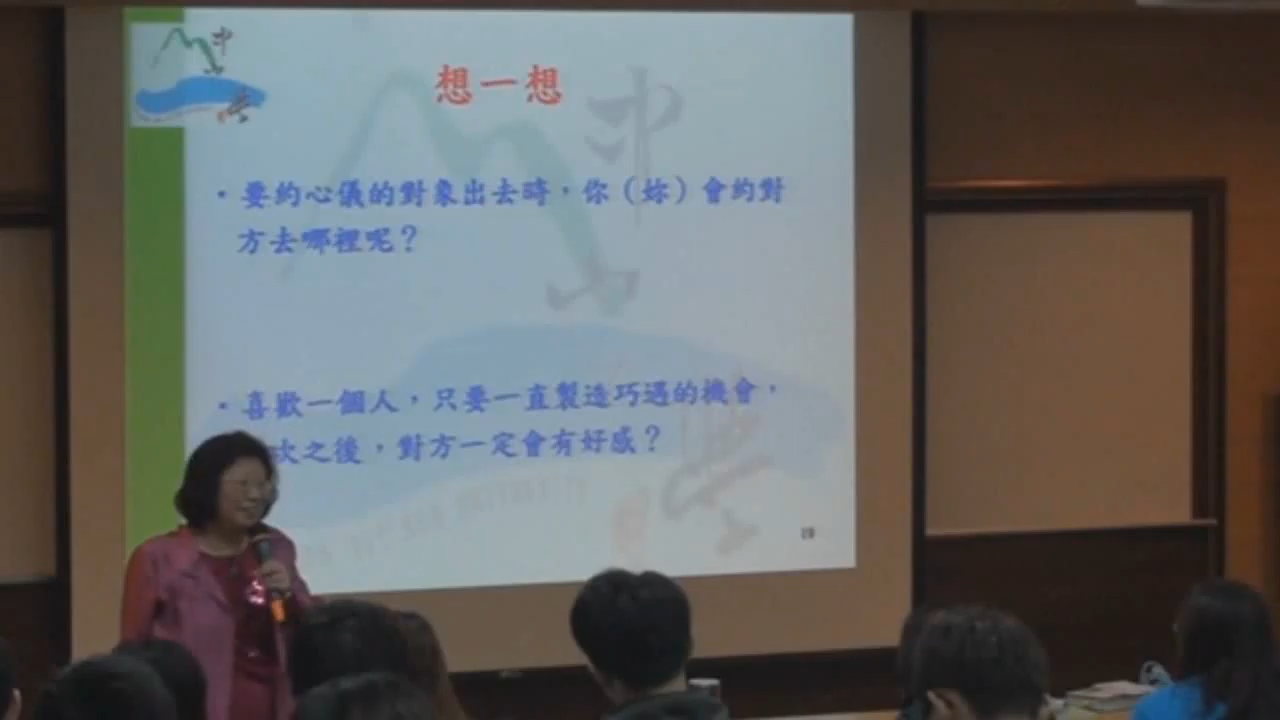 想一想
•要約心儀的對象出去時,你(妳)會約對
方去哪裡呢?
•喜歡一個人,只要一直製造巧遇的機會,
次之後,對方一定會有好感?
19